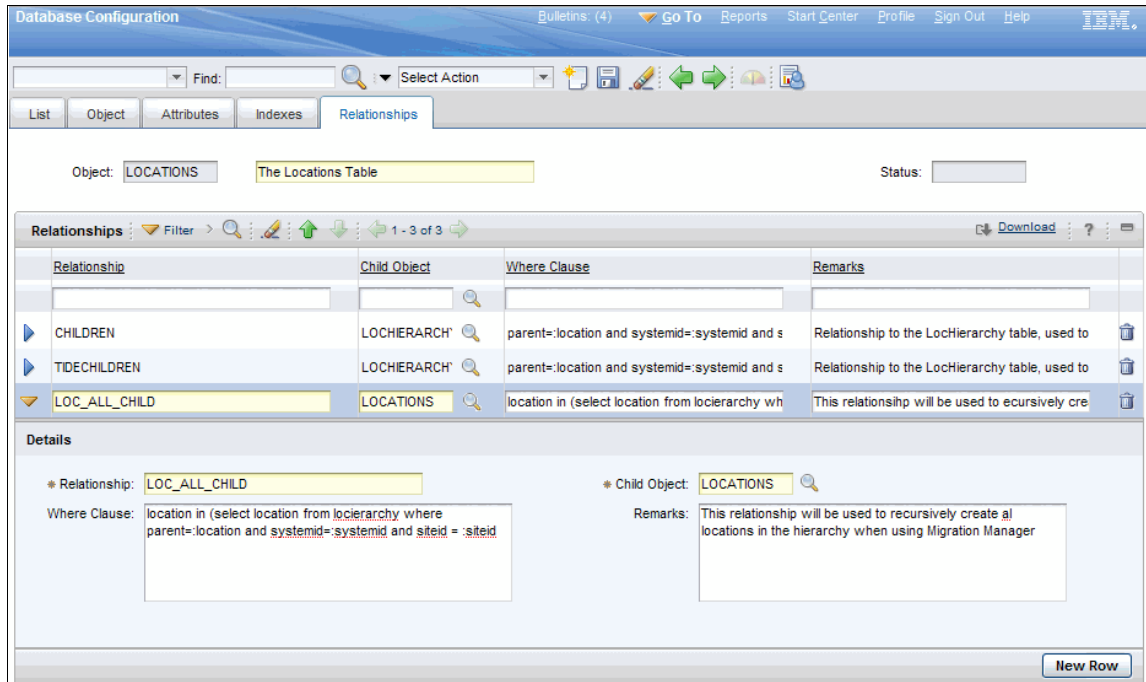 Database Configuration
Bulletins: (4) Go To Reports Start Center Profile Sign Out Help IBM.
Find: Select Action
List Object Attributes Indexes Relationships
Object: LOCATIONS The Locations Table Status:
Relationships Filter > 1 - 3 of 3 Download ?
Relationship Child Object Where Clause Remarks
CHILDREN LOCHIERARCHY parent=:location and systemid=:systemid and s Relationship to the LocHierarchy table, used to
TIDECHILDREN LOCHIERARCHY parent=:location and systemid=:systemid and s Relationship to the LocHierarchy table, used to
LOC_ALL_CHILD LOCATIONS location in (select location from locierarchy wh This relationsihp will be used to ecursively cre
Details
* Relationship: LOC_ALL_CHILD * Child Object: LOCATIONS
Where Clause: location in (select location from locierarchy where Remarks: This relationship will be used to recursively create al
parent=:location and systemid=:systemid and siteid = :siteid locations in the hierarchy when using Migration Manager
New Row